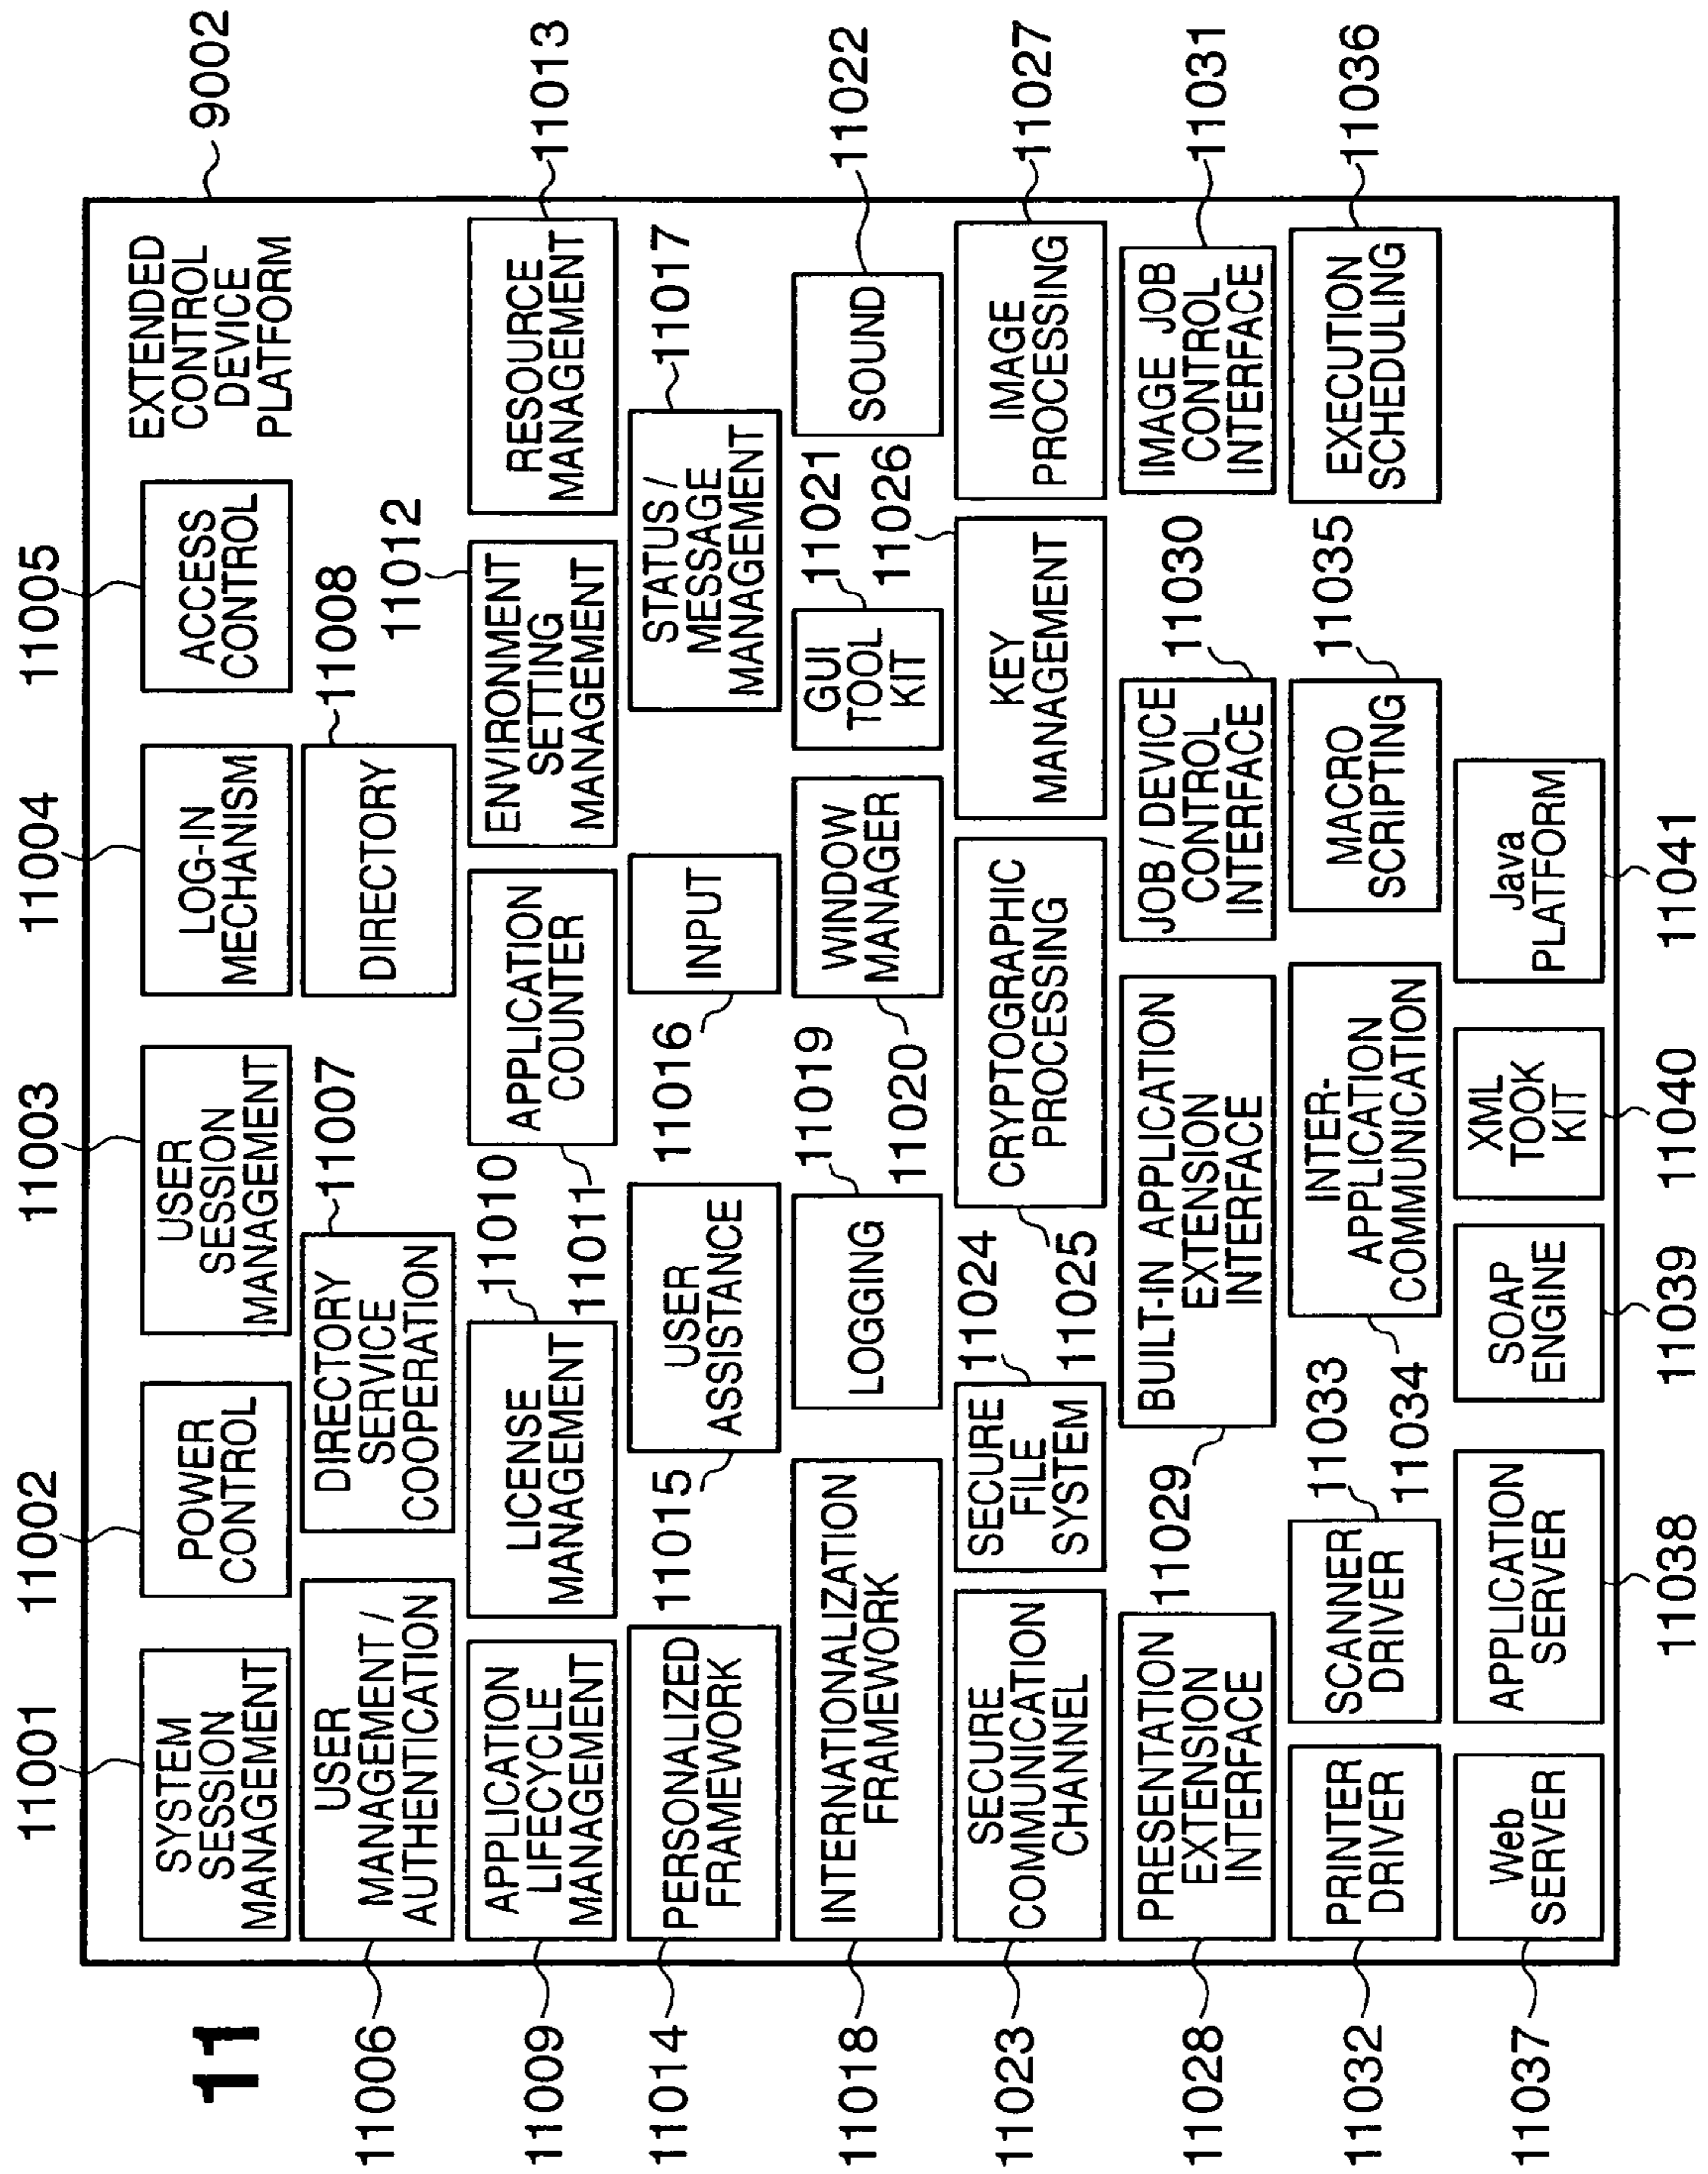 11
11001
11002
11003
11004
11005
9002
SYSTEM
SESSION
MANAGEMENT
POWER
CONTROL
USER
SESSION
MANAGEMENT
LOG-IN
MECHANISM
ACCESS
CONTROL
EXTENDED
CONTROL
DEVICE
PLATFORM
11006
USER
MANAGEMENT /
AUTHENTICATION
DIRECTORY
SERVICE
COOPERATION
11007
DIRECTORY
11008
11009
APPLICATION
LIFECYCLE
MANAGEMENT
LICENSE
MANAGEMENT
11010
11011
APPLICATION
COUNTER
ENVIRONMENT
SETTING
MANAGEMENT
11012
RESOURCE
MANAGEMENT
11013
11014
PERSONALIZED
FRAMEWORK
11015
USER
ASSISTANCE
11016
INPUT
STATUS /
MESSAGE
MANAGEMENT
11017
11018
INTERNATIONALIZATION
FRAMEWORK
LOGGING
11019
11020
WINDOW
MANAGER
GUI
TOOL
KIT
11021
SOUND
11022
11023
SECURE
COMMUNICATION
CHANNEL
SECURE
FILE
SYSTEM
11024
11025
CRYPTOGRAPHIC
PROCESSING
KEY
MANAGEMENT
11026
IMAGE
PROCESSING
11027
11028
PRESENTATION
EXTENSION
INTERFACE
11029
BUILT-IN APPLICATION
EXTENSION
INTERFACE
JOB / DEVICE
CONTROL
INTERFACE
11030
IMAGE JOB
CONTROL
INTERFACE
11031
11032
PRINTER
DRIVER
SCANNER
DRIVER
11033
11034
INTER-
APPLICATION
COMMUNICATION
MACRO
SCRIPTING
11035
EXECUTION
SCHEDULING
11036
11037
Web
SERVER
APPLICATION
SERVER
SOAP
ENGINE
XML
TOOK
KIT
Java
PLATFORM
11038
11039
11040
11041